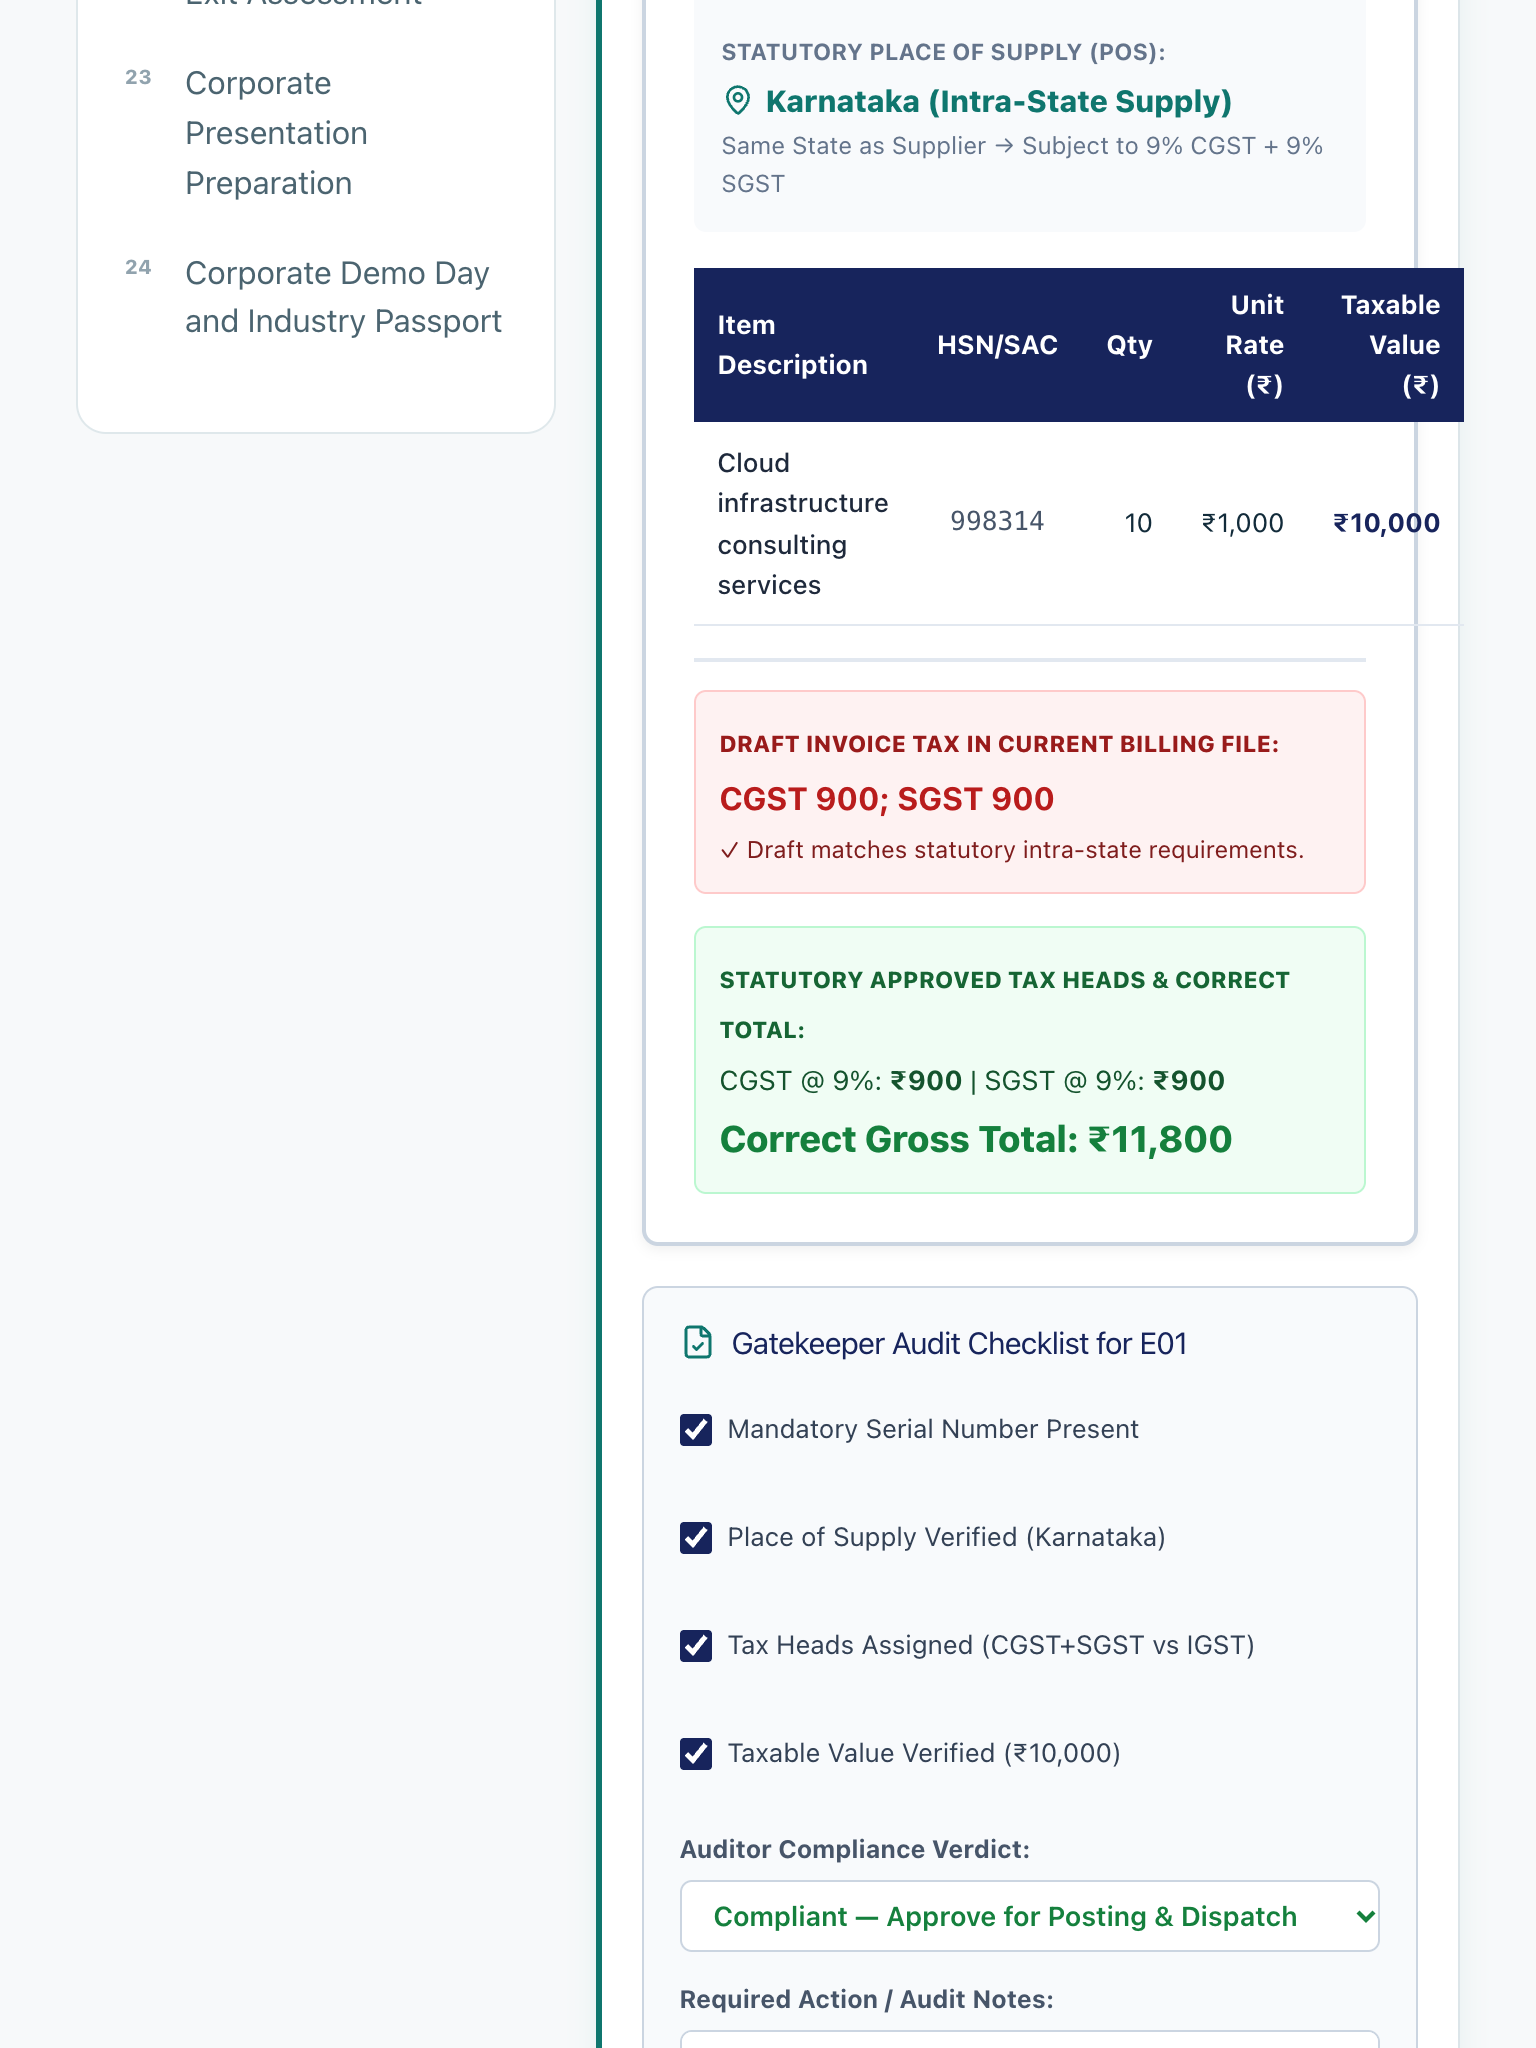 23
Corporate
Presentation
Preparation
24
Corporate Demo Day
and Industry Passport
STATUTORY PLACE OF SUPPLY (POS):
Karnataka (Intra-State Supply)
Same State as Supplier → Subject to 9% CGST + 9%
SGST
Item
Description
HSN/SAC
Qty
Unit
Rate
(₹)
Taxable
Value
(₹)
Cloud
infrastructure
consulting
services
998314
10
₹1,000
₹10,000
DRAFT INVOICE TAX IN CURRENT BILLING FILE:
CGST 900; SGST 900
✓ Draft matches statutory intra-state requirements.
STATUTORY APPROVED TAX HEADS & CORRECT
TOTAL:
CGST @ 9%: ₹900 | SGST @ 9%: ₹900
Correct Gross Total: ₹11,800
Gatekeeper Audit Checklist for E01
Mandatory Serial Number Present
Place of Supply Verified (Karnataka)
Tax Heads Assigned (CGST+SGST vs IGST)
Taxable Value Verified (₹10,000)
Auditor Compliance Verdict:
Compliant — Approve for Posting & Dispatch
Required Action / Audit Notes: